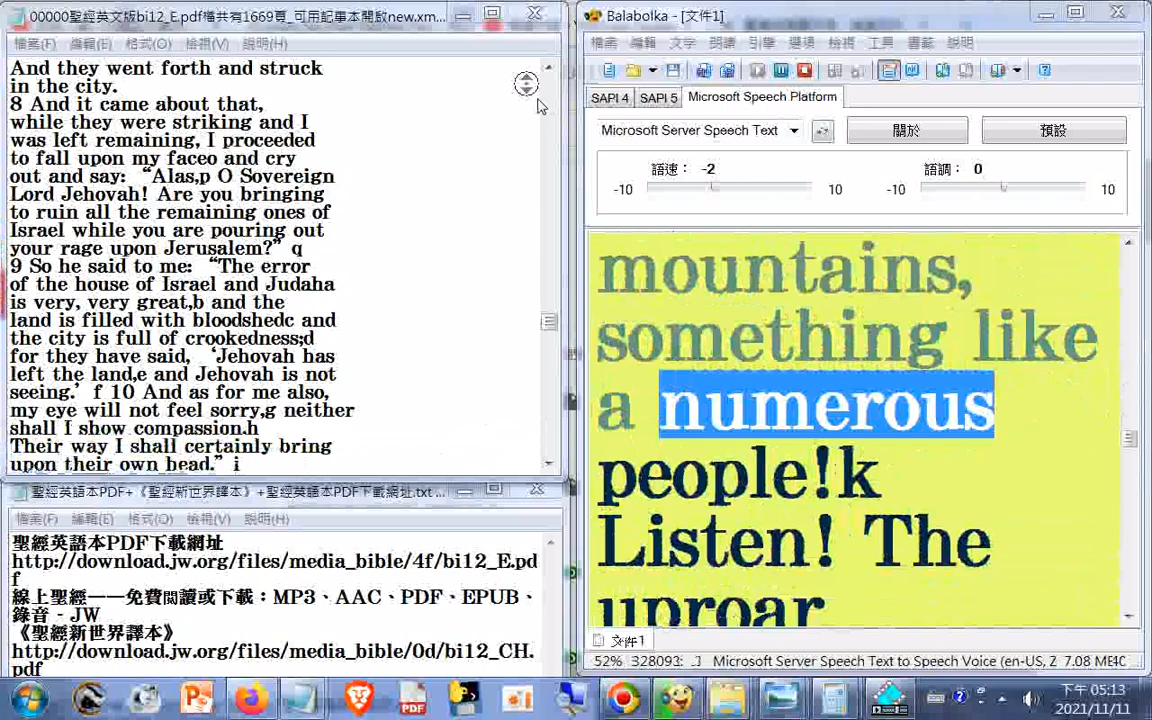 00000聖經英文版bi12_E.pdf檔共有1669頁_可用記事本開啟new.xm...
檔案(F) 編輯(E) 格式(O) 檢視(V) 說明(H)
And they went forth and struck
in the city.
8 And it came about that,
while they were striking and I
was left remaining, I proceeded
to fall upon my faceo and cry
out and say: “Alas,p O Sovereign
Lord Jehovah! Are you bringing
to ruin all the remaining ones of
Israel while you are pouring out
your rage upon Jerusalem?” q
9 So he said to me: “The error
of the house of Israel and Judaha
is very, very great,b and the
land is filled with bloodshedc and
the city is full of crookedness;d
for they have said, ‘Jehovah has
left the land,e and Jehovah is not
seeing.’ f 10 And as for me also,
my eye will not feel sorry,g neither
shall I show compassion.h
Their way I shall certainly bring
upon their own head.” i
聖經英語本PDF+《聖經新世界譯本》+聖經英語本PDF下載網址.txt ...
檔案(F) 編輯(E) 格式(O) 檢視(V) 說明(H)
聖經英語本PDF下載網址
http://download.jw.org/files/media_bible/4f/bi12_E.pd
f
線上聖經——免費閱讀或下載：MP3、AAC、PDF、EPUB、
錄音 - JW
《聖經新世界譯本》
http://download.jw.org/files/media_bible/0d/bi12_CH.
pdf
Balabolka - [文件1]
檔案 編輯 文字 朗讀 引擎 選項 檢視 工具 書籤 說明
SAPI 4 SAPI 5 Microsoft Speech Platform
Microsoft Server Speech Text 關於 預設
語速： -2 語調： 0
-10 10 -10 10
mountains,
something like
a numerous
people!k
Listen! The
uproar
文件1
52% 328093: Microsoft Server Speech Text to Speech Voice (en-US, Z 7.08 ME
下午 05:13
2021/11/11